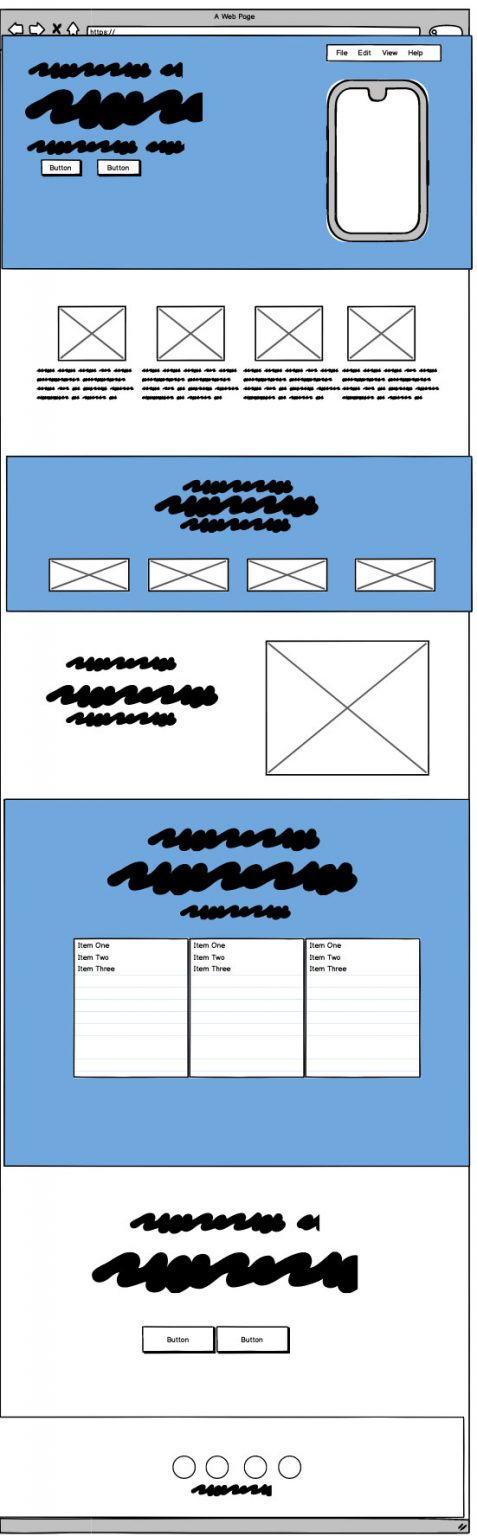 A Web Page
https://
File Edit View Help
Button Button
Item One Item One Item One
Item Two Item Two Item Two
Item Three Item Three Item Three
Button Button